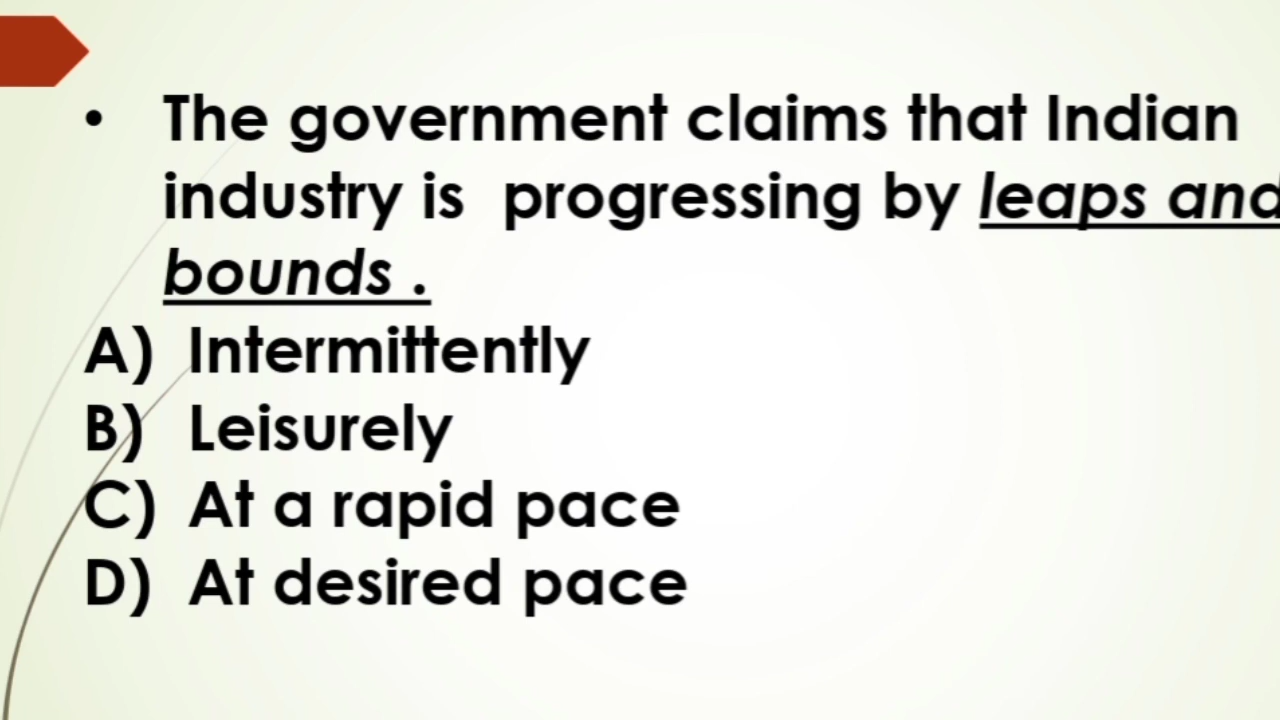 • The government claims that Indian
industry is progressing by leaps and
bounds .
A) Intermittently
B) Leisurely
C) At a rapid pace
D) At desired pace